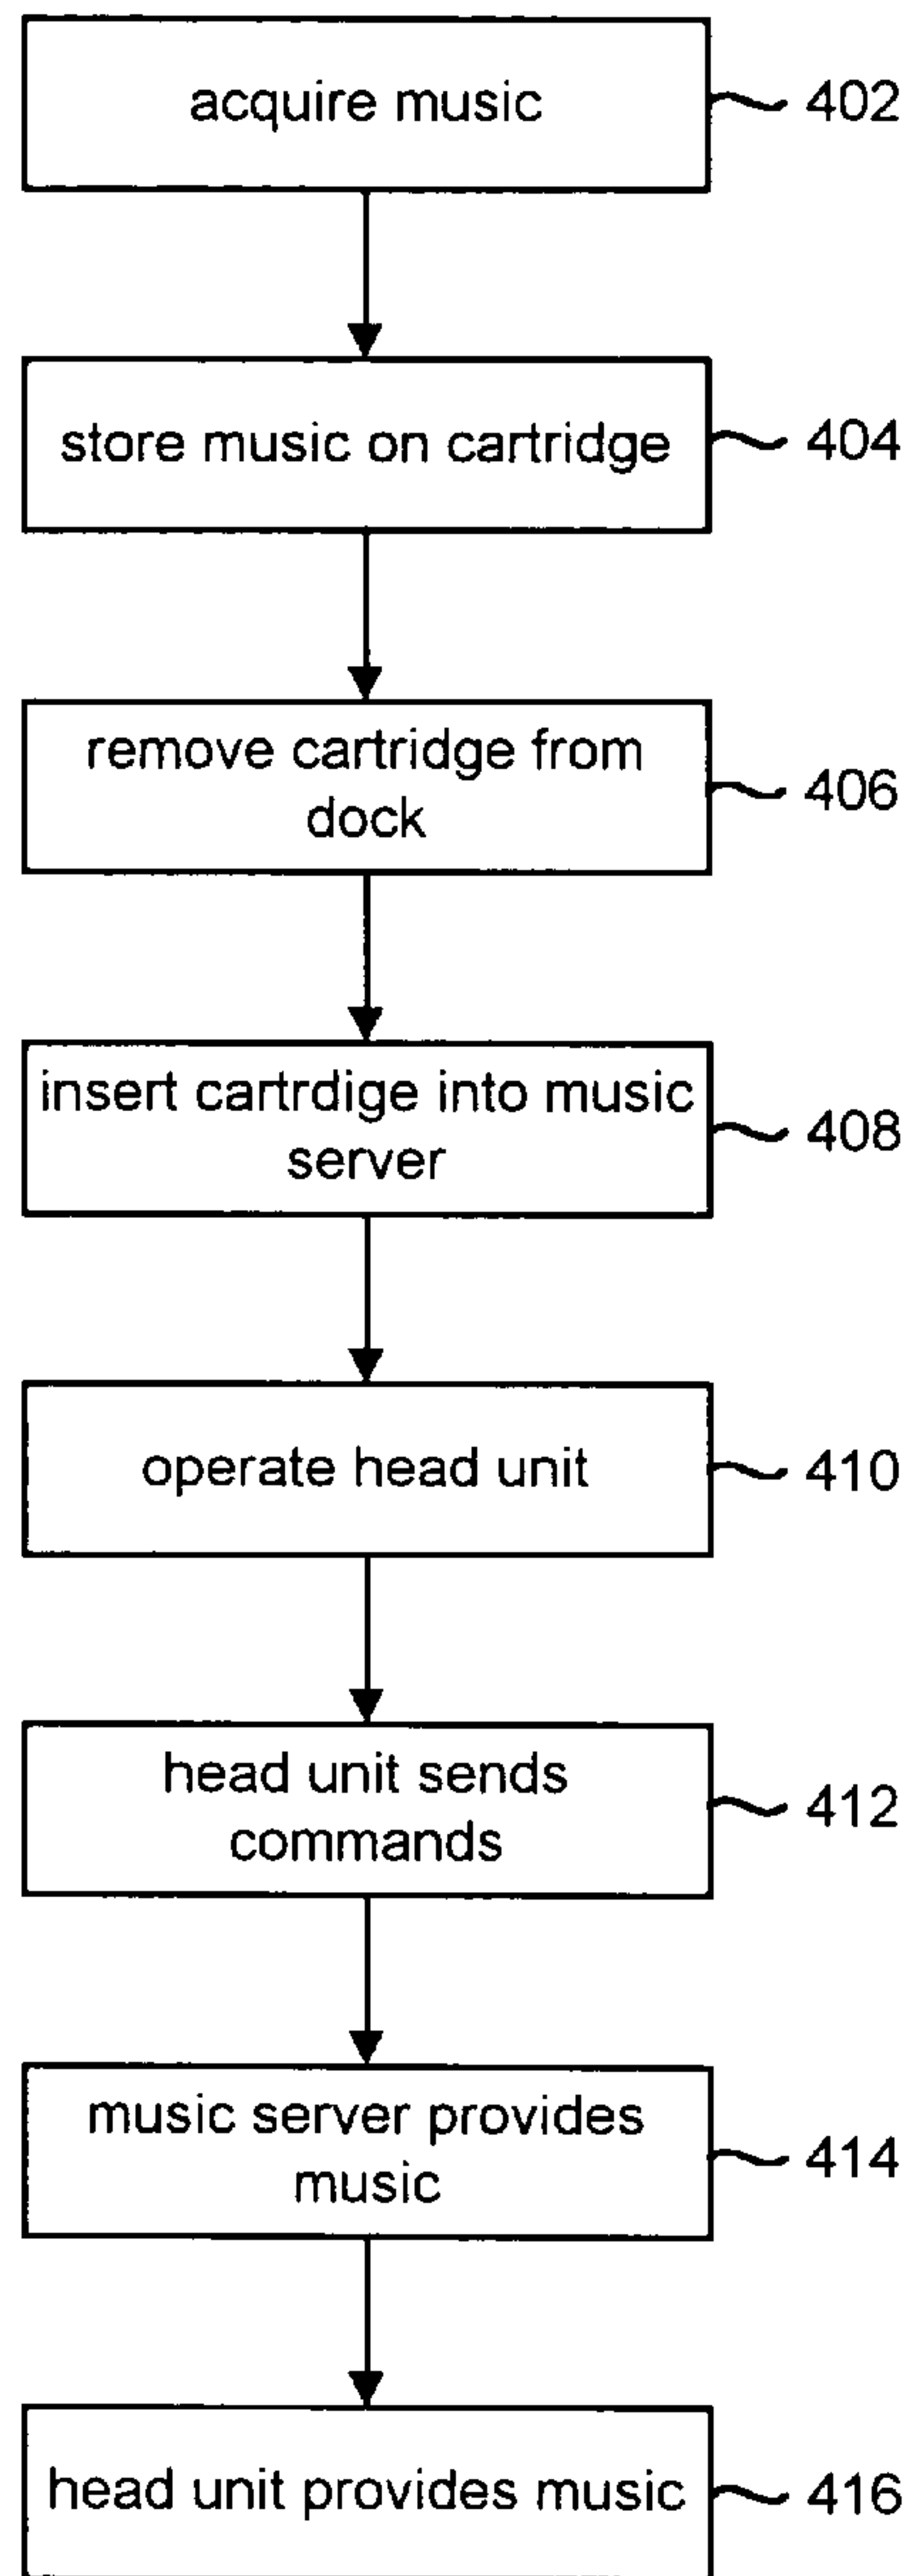 acquire music
402
store music on cartridge
404
remove cartridge from
dock
406
insert cartrdige into music
server
408
operate head unit
410
head unit sends
commands
412
music server provides
music
414
head unit provides music
416